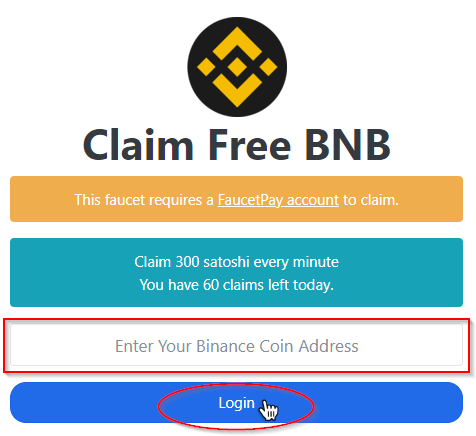 Claim Free BNB
This faucet requires a FaucetPay account to claim.
Claim 300 satoshi every minute
You have 60 claims left today.
Enter Your Binance Coin Address
Login